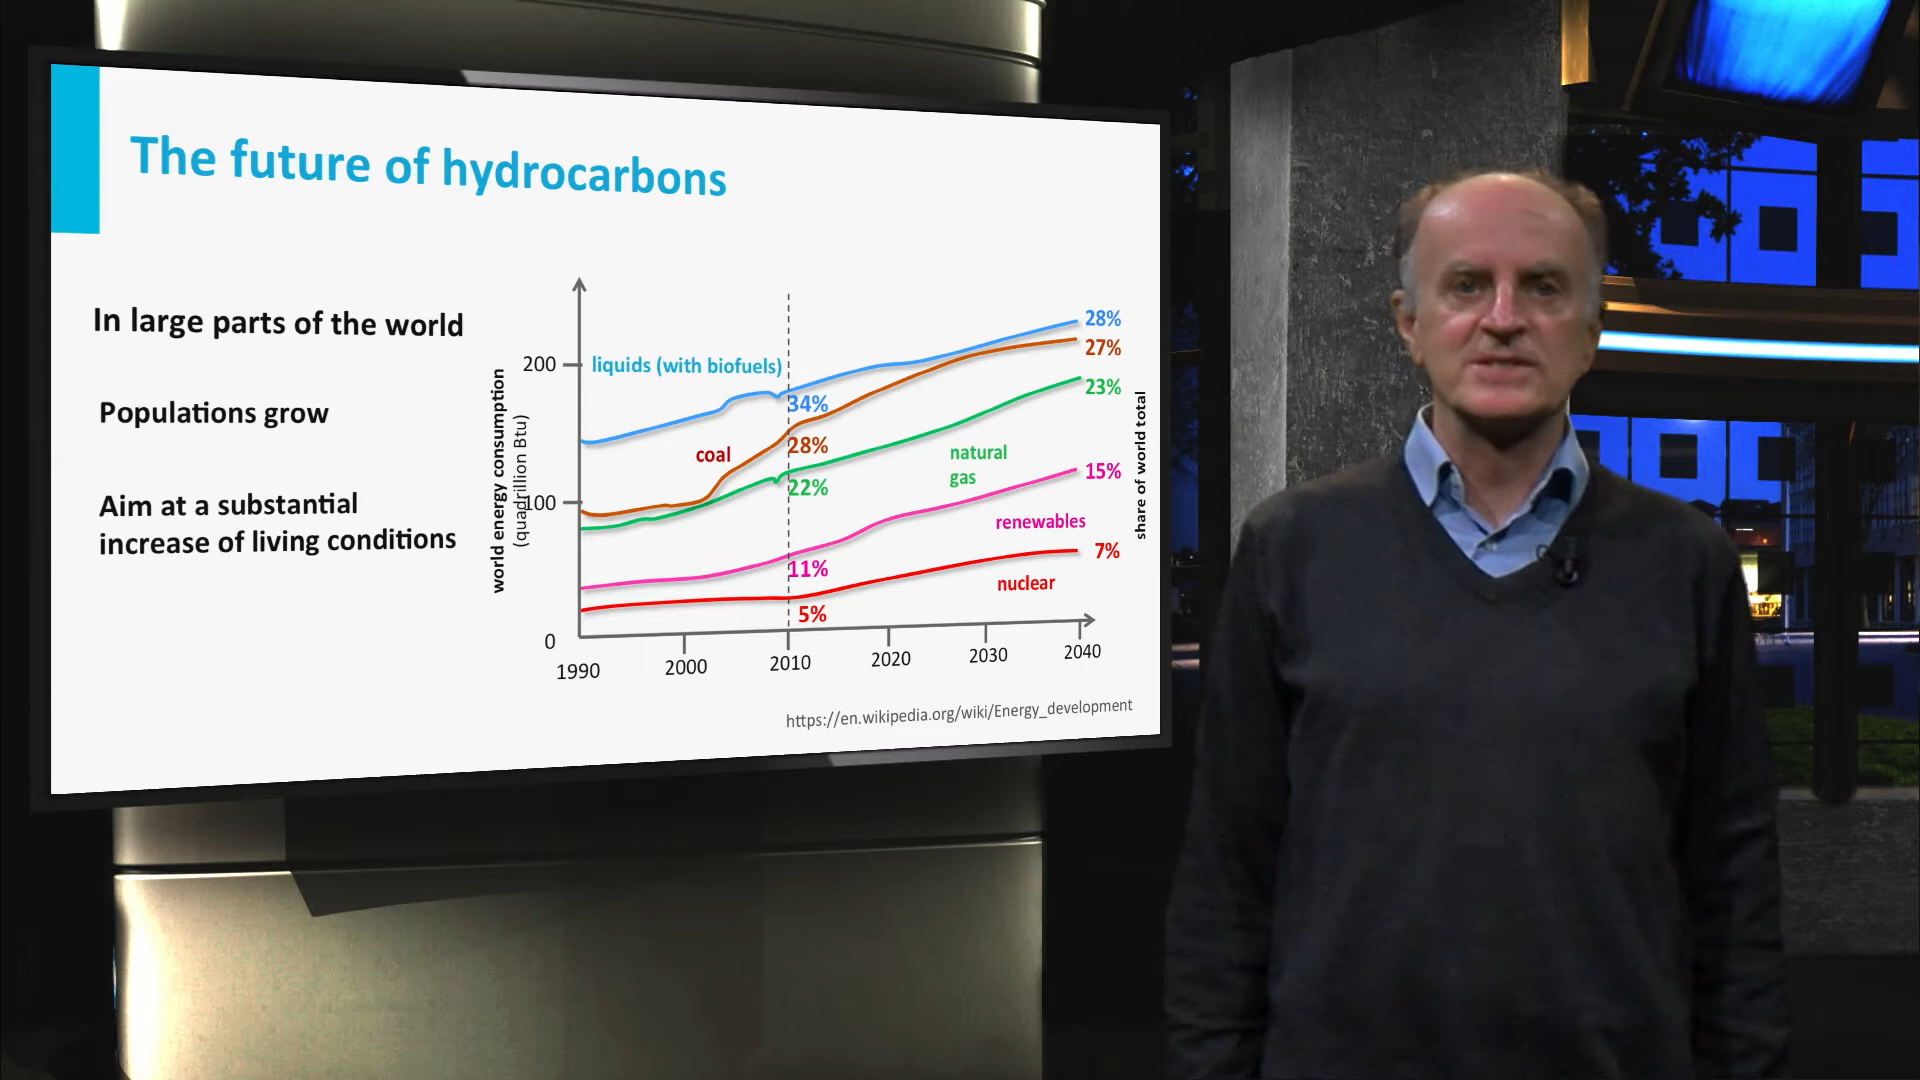 The future of hydrocarbons
In large parts of the world
Populations grow
Aim at a substantial
increase of living conditions
world energy consumption
(quadrillion Btu)
200
100
0
liquids (with biofuels)
coal
natural
gas
renewables
nuclear
34%
28%
22%
11%
5%
28%
27%
23%
15%
7%
share of world total
1990
2000
2010
2020
2030
2040
https://en.wikipedia.org/wiki/Energy_development